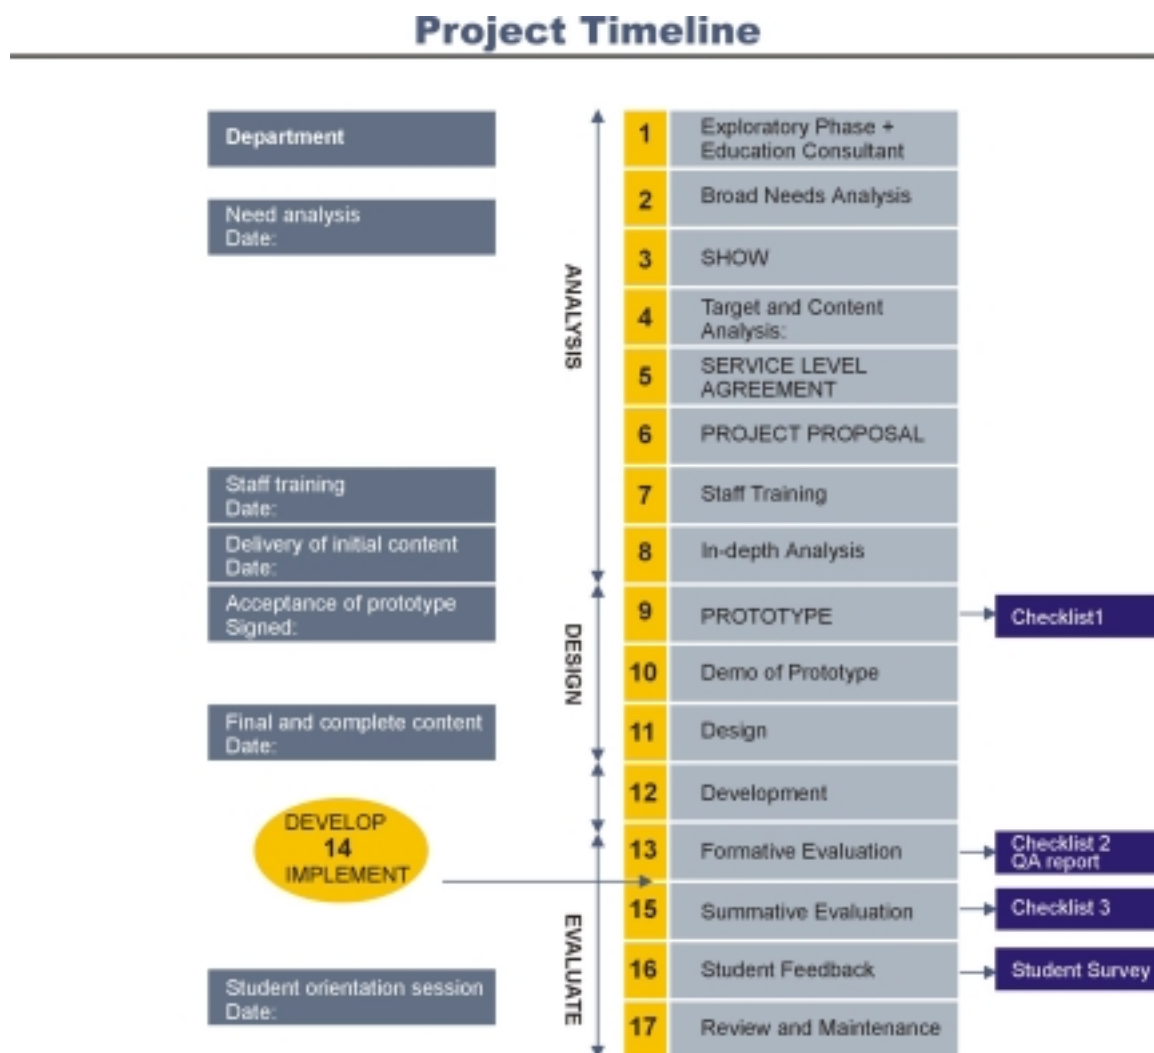 Project Timeline
Department
1
Exploratory Phase +
Education Consultant
Need analysis
Date:
2
Broad Needs Analysis
3
SHOW
ANALYSIS
4
Target and Content
Analysis:
5
SERVICE LEVEL
AGREEMENT
6
PROJECT PROPOSAL
Staff training
Date:
7
Staff Training
Delivery of initial content
Date:
8
In-depth Analysis
Acceptance of prototype
Signed:
9
PROTOTYPE
Checklist1
DESIGN
10
Demo of Prototype
Final and complete content
Date:
11
Design
12
Development
DEVELOP
14
IMPLEMENT
13
Formative Evaluation
Checklist 2
QA report
EVALUATE
15
Summative Evaluation
Checklist 3
16
Student Feedback
Student Survey
Student orientation session
Date:
17
Review and Maintenance